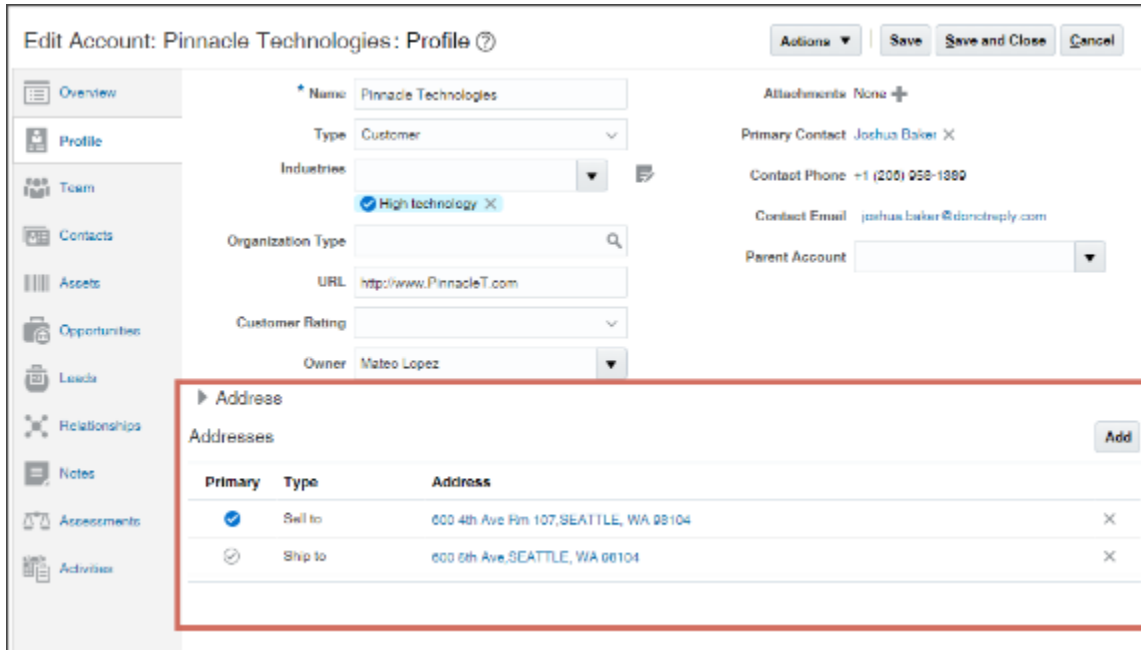 Edit Account: Pinnacle Technologies: Profile ?
Actions Save Save and Close Cancel
Overview
Profile
Team
Contacts
Assets
Opportunities
Leads
Relationships
Notes
Assessments
Activities
* Name Pinnacle Technologies
Type Customer
Industries
High technology
Organization Type
URL http://www.PinnacleT.com
Customer Rating
Owner Mateo Lopez
Attachments None
Primary Contact Joshua Baker
Contact Phone +1 (206) 958-1889
Contact Email joshua.baker@donotreply.com
Parent Account
Address
Addresses
Add
Primary Type Address
Sell to 600 4th Ave Rm 107,SEATTLE, WA 98104
Ship to 600 6th Ave,SEATTLE, WA 98104